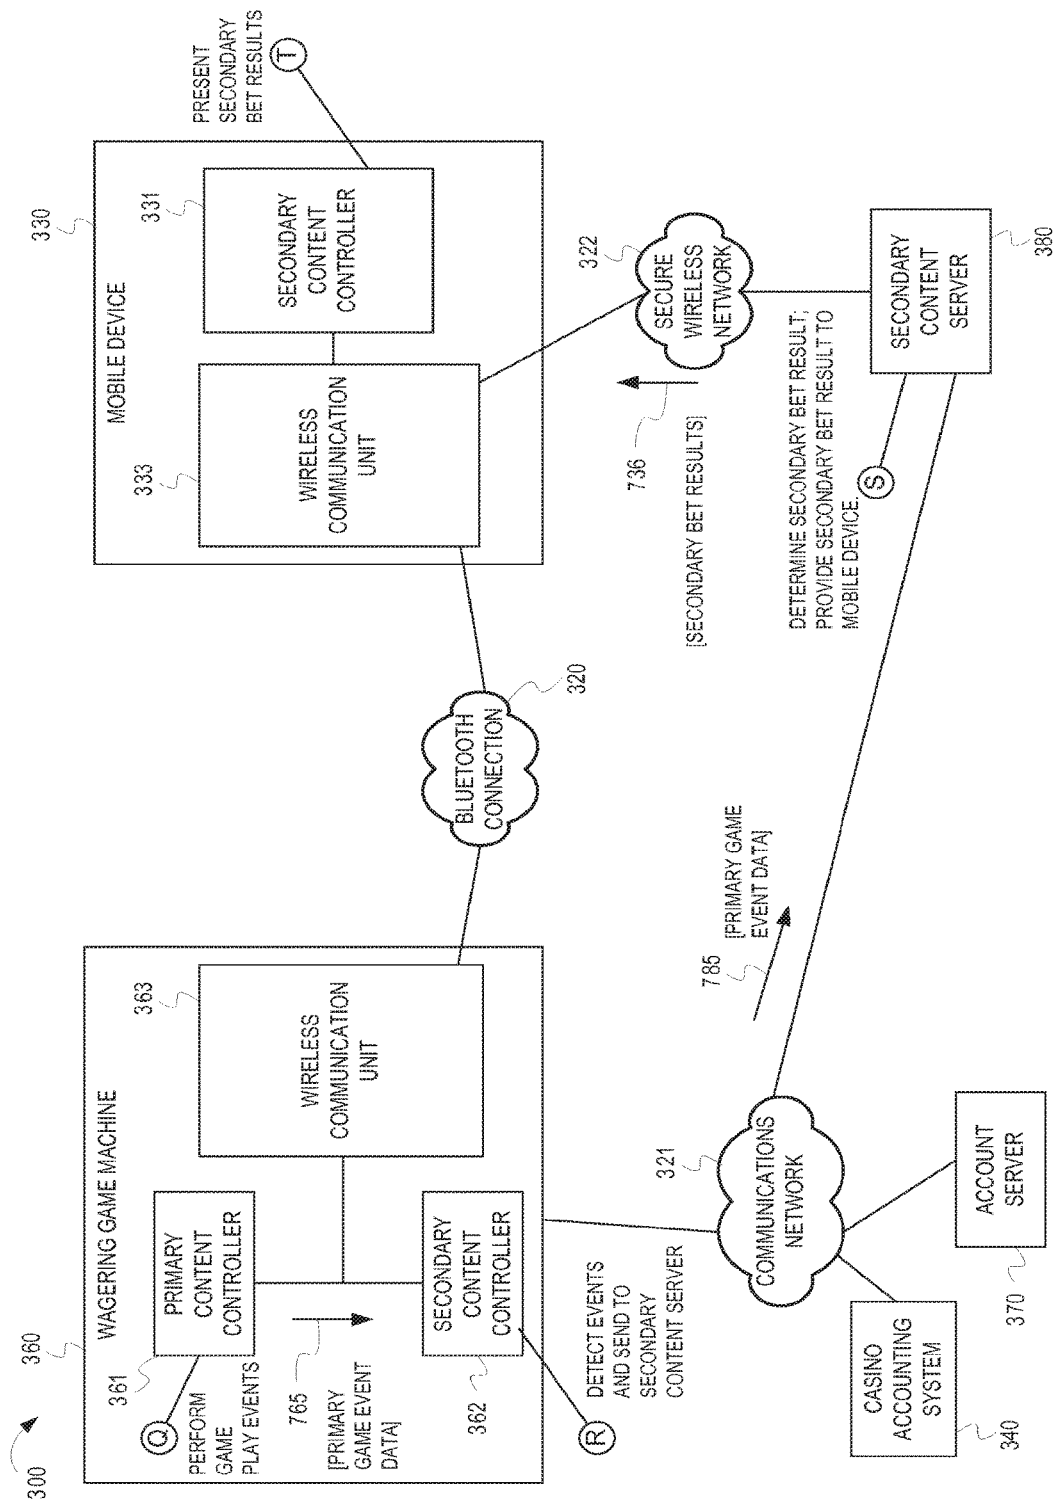 300
360
WAGERING GAME MACHINE
361
PRIMARY
CONTENT
CONTROLLER
Q
PERFORM
GAME
PLAY EVENTS
765
[PRIMARY
GAME EVENT
DATA]
362
SECONDARY
CONTENT
CONTROLLER
363
WIRELESS
COMMUNICATION
UNIT
R
DETECT EVENTS
AND SEND TO
SECONDARY
CONTENT SERVER
BLUETOOTH
CONNECTION
320
330
MOBILE DEVICE
331
SECONDARY
CONTENT
CONTROLLER
333
WIRELESS
COMMUNICATION
UNIT
PRESENT
SECONDARY
BET RESULTS
T
322
SECURE
WIRELESS
NETWORK
736
[SECONDARY BET RESULTS]
DETERMINE SECONDARY BET RESULT;
PROVIDE SECONDARY BET RESULT TO
MOBILE DEVICE.
S
SECONDARY
CONTENT
SERVER
380
785
[PRIMARY GAME
EVENT DATA]
321
COMMUNICATIONS
NETWORK
CASINO
ACCOUNTING
SYSTEM
340
ACCOUNT
SERVER
370